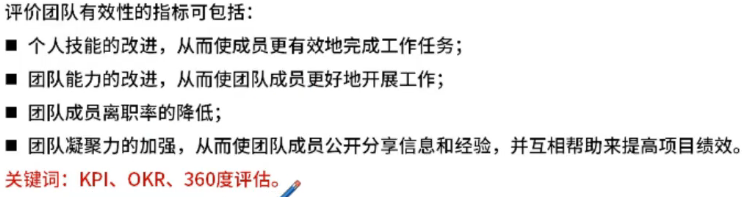 评价团队有效性的指标可包括：
■ 个人技能的改进，从而使成员更有效地完成工作任务；
■ 团队能力的改进，从而使团队成员更好地开展工作；
■ 团队成员离职率的降低；
■ 团队凝聚力的加强，从而使团队成员公开分享信息和经验，并互相帮助来提高项目绩效。
关键词：KPI、OKR、360度评估。